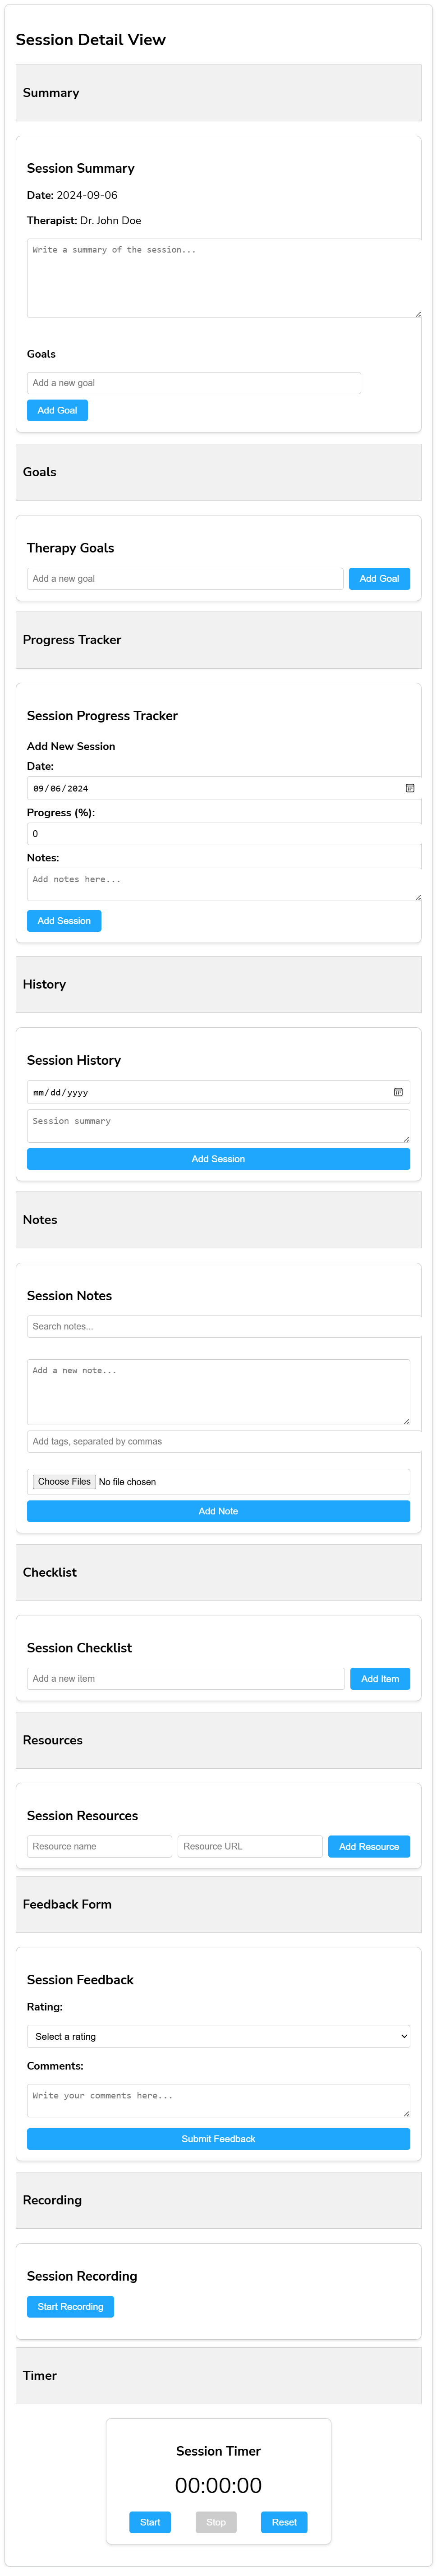 Session Detail View
Summary
Session Summary
Date: 2024-09-06
Therapist: Dr. John Doe
Write a summary of the session...
Goals
Add a new goal
Add Goal
Goals
Therapy Goals
Add a new goal Add Goal
Progress Tracker
Session Progress Tracker
Add New Session
Date:
09/06/2024
Progress (%):
0
Notes:
Add notes here...
Add Session
History
Session History
mm/dd/yyyy
Session summary
Add Session
Notes
Session Notes
Search notes...
Add a new note...
Add tags, separated by commas
Choose Files No file chosen
Add Note
Checklist
Session Checklist
Add a new item Add Item
Resources
Session Resources
Resource name Resource URL Add Resource
Feedback Form
Session Feedback
Rating:
Select a rating
Comments:
Write your comments here...
Submit Feedback
Recording
Session Recording
Start Recording
Timer
Session Timer
00:00:00
Start Stop Reset